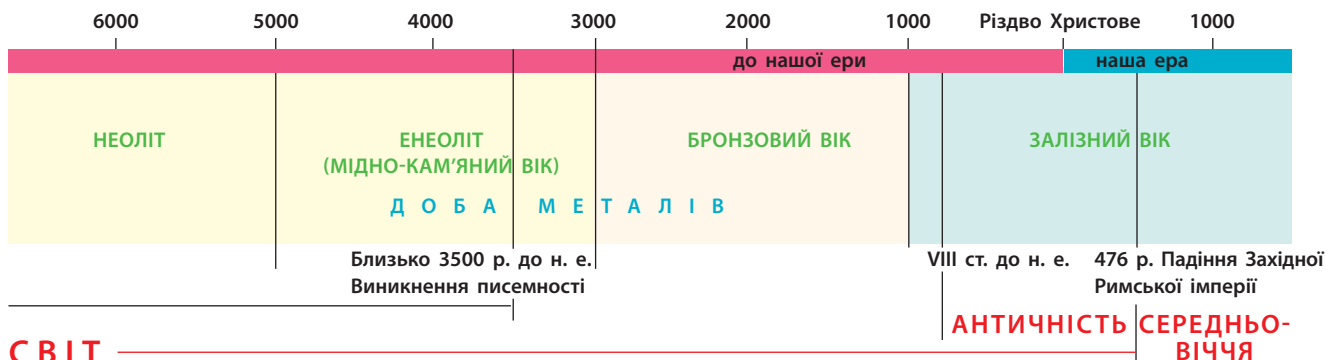 6000 5000 4000 3000 2000 1000 Різдво Христове 1000
до нашої ери наша ера
НЕОЛІТ ЕНЕОЛІТ БРОНЗОВИЙ ВІК ЗАЛІЗНИЙ ВІК
(МІДНО-КАМ’ЯНИЙ ВІК)
ДОБА МЕТАЛІВ
Близько 3500 р. до н. е.
Виникнення писемності
VIII ст. до н. е.
476 р. Падіння Західної
Римської імперії
АНТИЧНІСТЬ
СЕРЕДНЬО-
ВІЧЧЯ
СВІТ